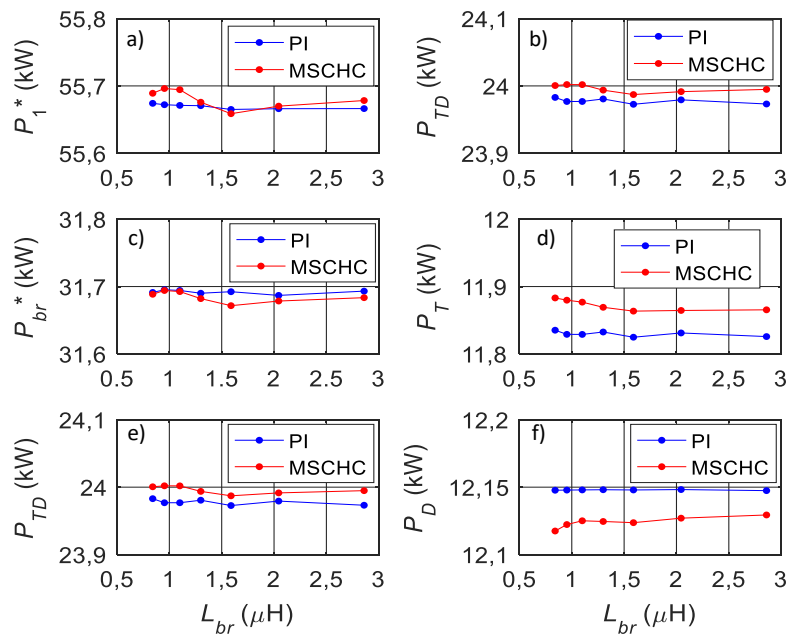 a)
P1* (kW)
55,8
55,7
55,6
PI
MSCHC
0,5 1 1,5 2 2,5 3
b)
PTD (kW)
24,1
24
23,9
PI
MSCHC
0,5 1 1,5 2 2,5 3
c)
Pbr* (kW)
31,8
31,7
31,6
PI
MSCHC
0.5 1 1,5 2 2.5 3
d)
PT (kW)
12
11,9
11,8
PI
MSCHC
0,5 1 1,5 2 2,5 3
e)
PTD (kW)
24,1
24
23,9
PI
MSCHC
0,5 1 1,5 2 2,5 3
Lbr (μH)
f)
PD (kW)
12,2
12,15
12,1
PI
MSCHC
0,5 1 1,5 2 2,5 3
Lbr (μH)